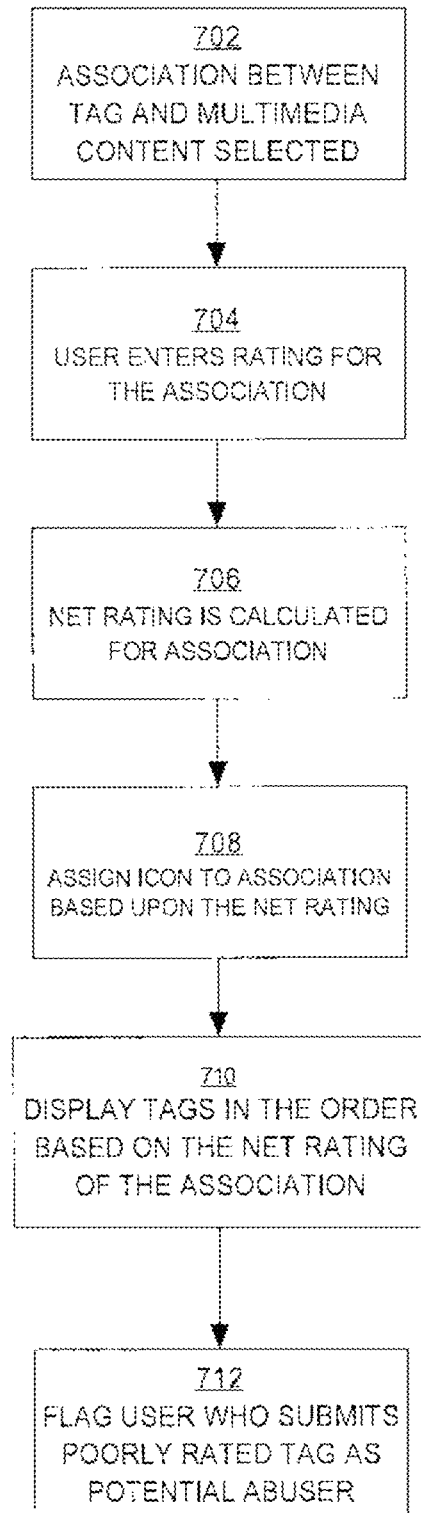 702
ASSOCIATION BETWEEN
TAG AND MULTIMEDIA
CONTENT SELECTED
704
USER ENTERS RATING FOR
THE ASSOCIATION
706
NET RATING IS CALCULATED
FOR ASSOCIATION
708
ASSIGN ICON TO ASSOCIATION
BASED UPON THE NET RATING
710
DISPLAY TAGS IN THE ORDER
BASED ON THE NET RATING
OF THE ASSOCIATION
712
FLAG USER WHO SUBMITS
POORLY RATED TAG AS
POTENTIAL ABUSER